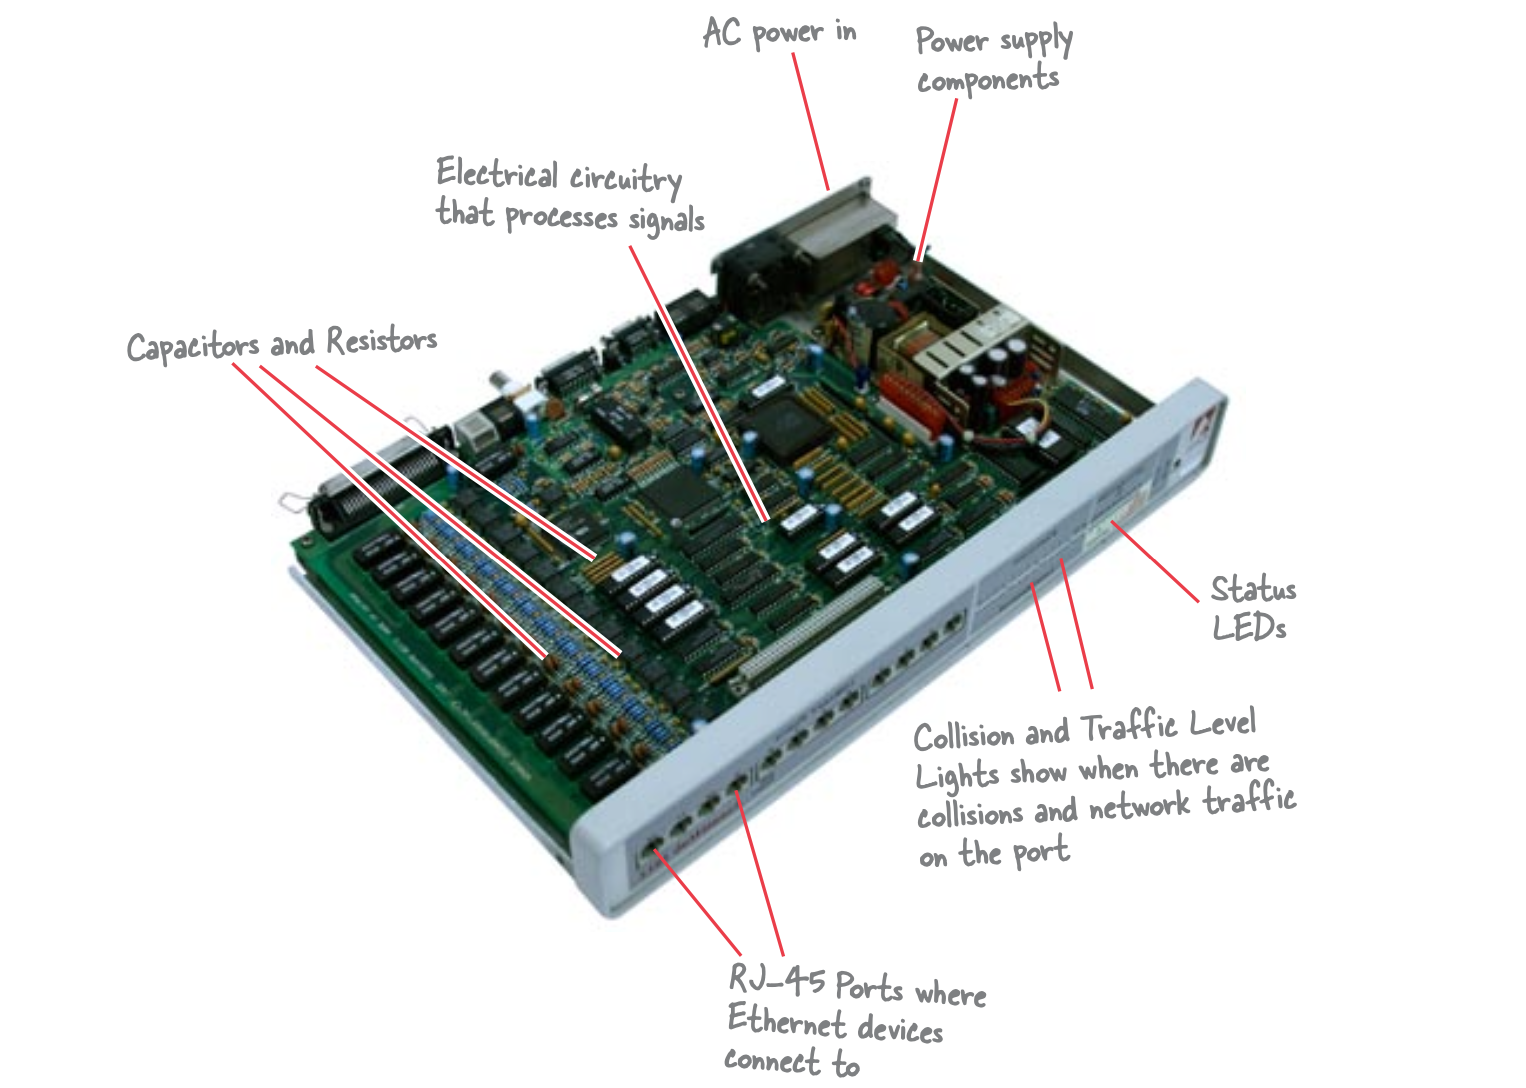 AC power in
Power supply
components
Electrical circuitry
that processes signals
Capacitors and Resistors
Status
LEDs
Collision and Traffic Level
Lights show when there are
collisions and network traffic
on the port
RJ-45 Ports where
Ethernet devices
connect to